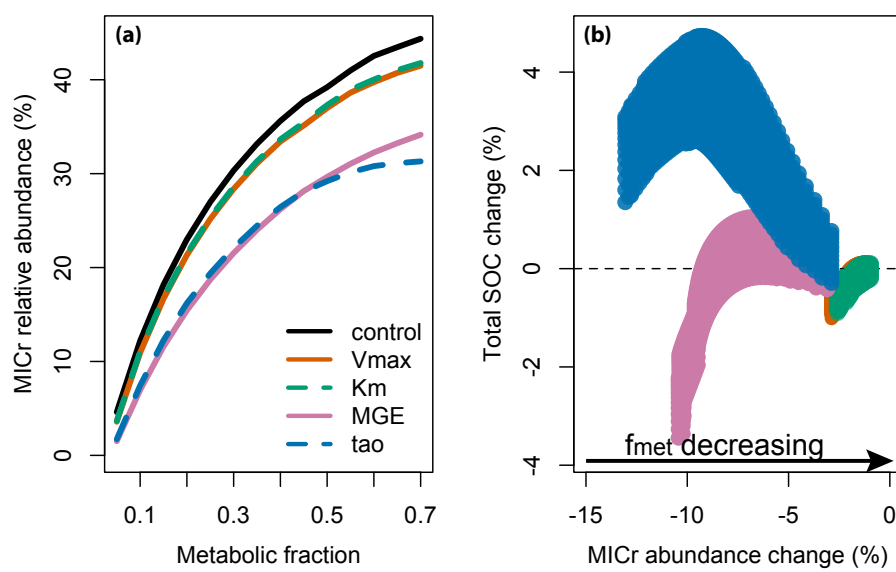 (a)
MICr relative abundance (%)
40
30
20
10
0
control
Vmax
Km
MGE
tao
0.1
0.3
0.5
0.7
Metabolic fraction
(b)
Total SOC change (%)
4
2
0
-2
-4
fmet decreasing
-15
-10
-5
0
MICr abundance change (%)